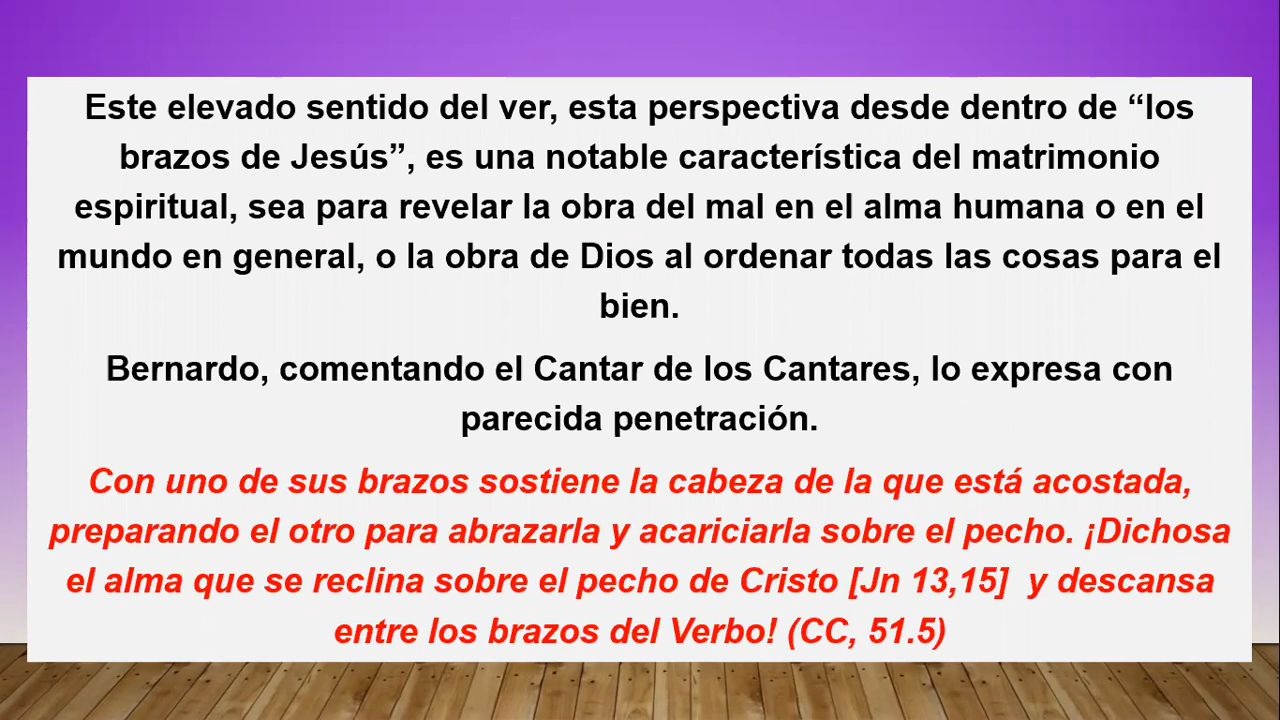 Este elevado sentido del ver, esta perspectiva desde dentro de “los
brazos de Jesús”, es una notable característica del matrimonio
espiritual, sea para revelar la obra del mal en el alma humana o en el
mundo en general, o la obra de Dios al ordenar todas las cosas para el
bien.
Bernardo, comentando el Cantar de los Cantares, lo expresa con
parecida penetración.
Con uno de sus brazos sostiene la cabeza de la que está acostada,
preparando el otro para abrazarla y acariciarla sobre el pecho. ¡Dichosa
el alma que se reclina sobre el pecho de Cristo [Jn 13,15]  y descansa
entre los brazos del Verbo! (CC, 51.5)